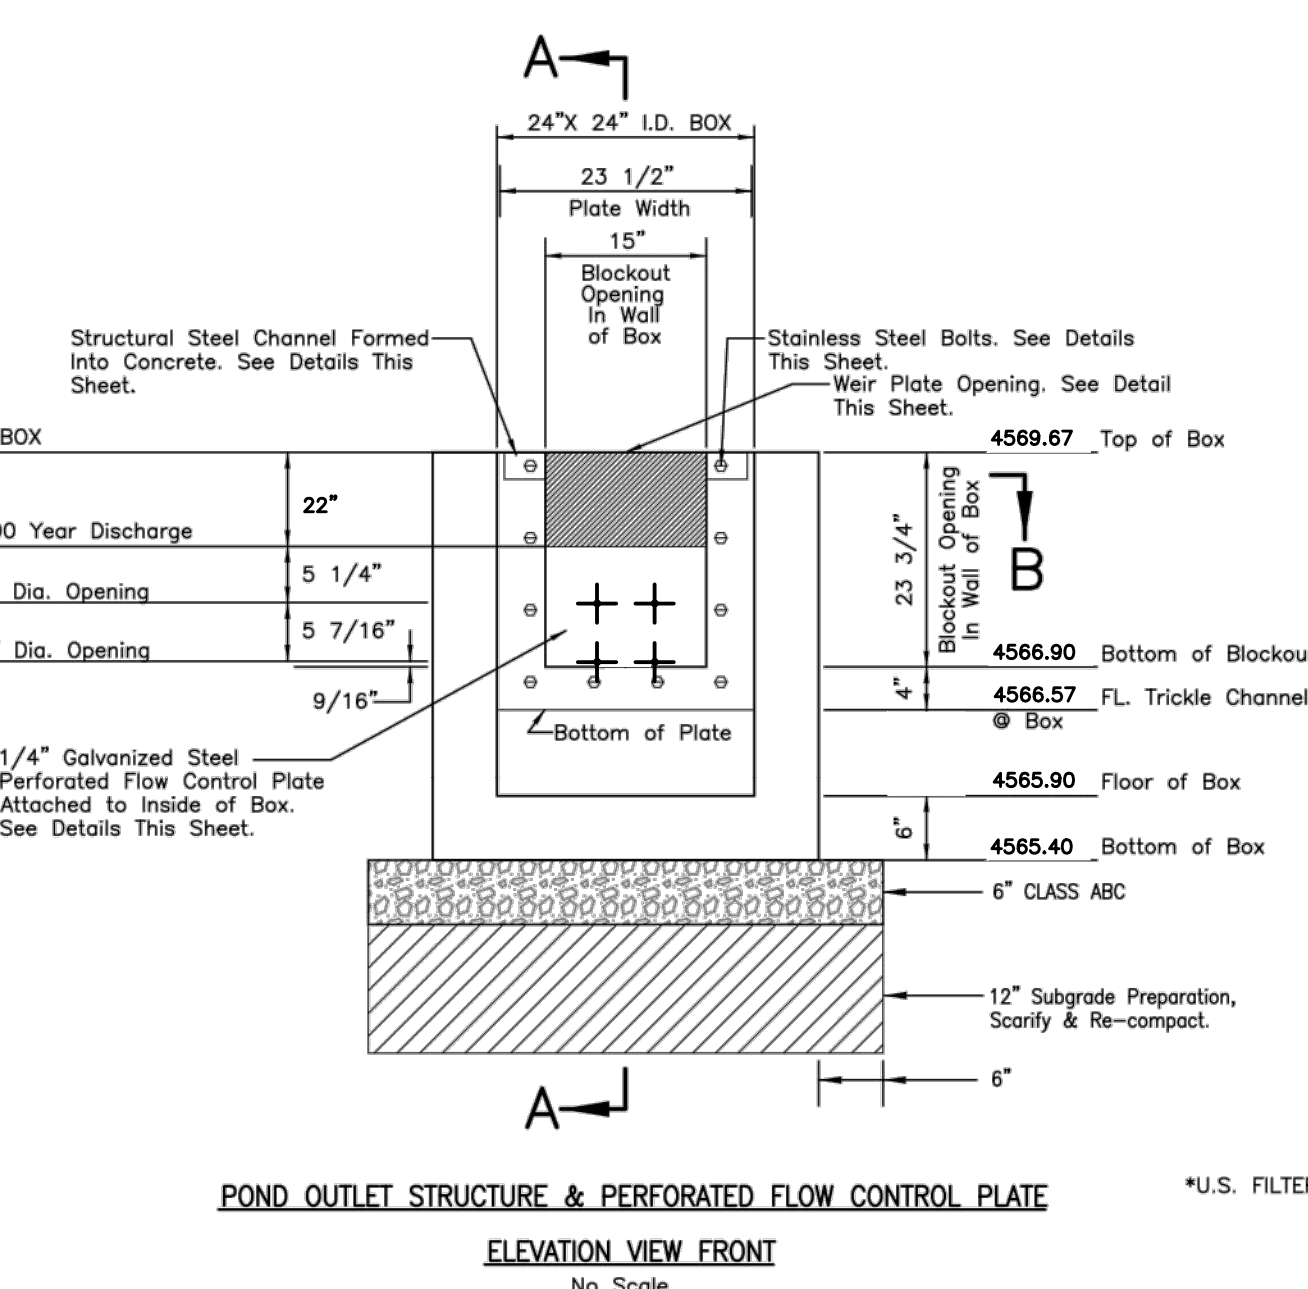 A
24"X 24" I.D. BOX
23 1/2"
Plate Width
15"
Blockout
Opening
In Wall
of Box
Structural Steel Channel Formed
Into Concrete. See Details This
Sheet.
Stainless Steel Bolts. See Details
This Sheet.
Weir Plate Opening. See Detail
This Sheet.
BOX
4569.67 Top of Box
22"
00 Year Discharge
5 1/4"
Dia. Opening
5 7/16"
Dia. Opening
9/16"
23 3/4"
Blockout Opening
In Wall of Box
B
4566.90 Bottom of Blockou
4"
4566.57 FL. Trickle Channel
@ Box
Bottom of Plate
1/4" Galvanized Steel
Perforated Flow Control Plate
Attached to Inside of Box.
See Details This Sheet.
4565.90 Floor of Box
6"
4565.40 Bottom of Box
6" CLASS ABC
12" Subgrade Preparation,
Scarify & Re-compact.
6"
A
POND OUTLET STRUCTURE & PERFORATED FLOW CONTROL PLATE
*U.S. FILTER
ELEVATION VIEW FRONT
No Scale